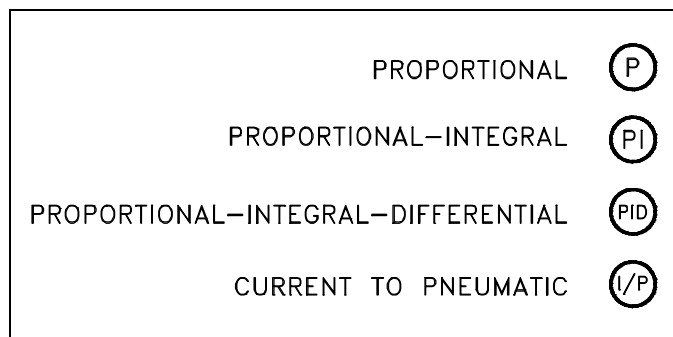 PROPORTIONAL P
PROPORTIONAL-INTEGRAL PI
PROPORTIONAL-INTEGRAL-DIFFERENTIAL PID
CURRENT TO PNEUMATIC I/P